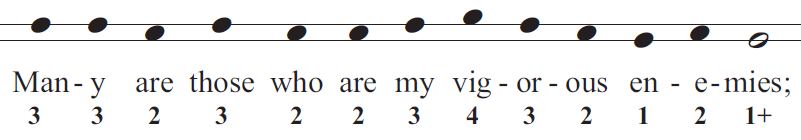 Man - y are those who are my vig - or - ous en - e - mies;
3 3 2 3 2 2 3 4 3 2 1 2 1+